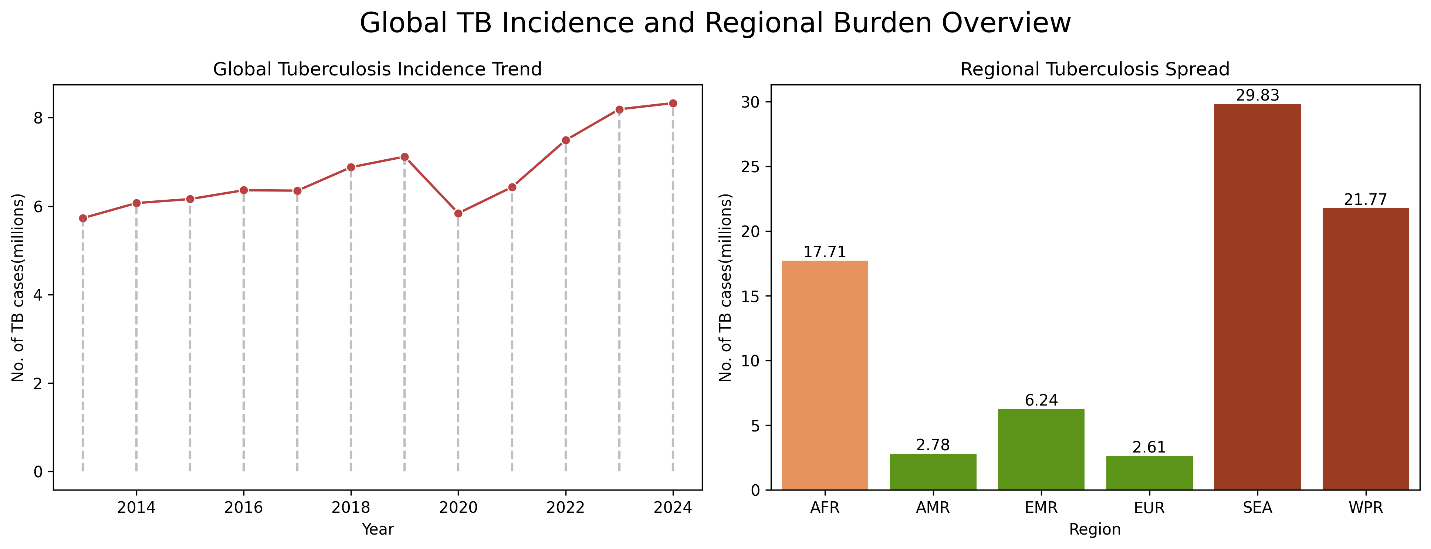 Global TB Incidence and Regional Burden Overview
Global Tuberculosis Incidence Trend
No. of TB cases(millions)
8
6
4
2
0
2014 2016 2018 2020 2022 2024
Year
Regional Tuberculosis Spread
No. of TB cases(millions)
30
25
20
15
10
5
0
17.71
2.78
6.24
2.61
29.83
21.77
AFR AMR EMR EUR SEA WPR
Region